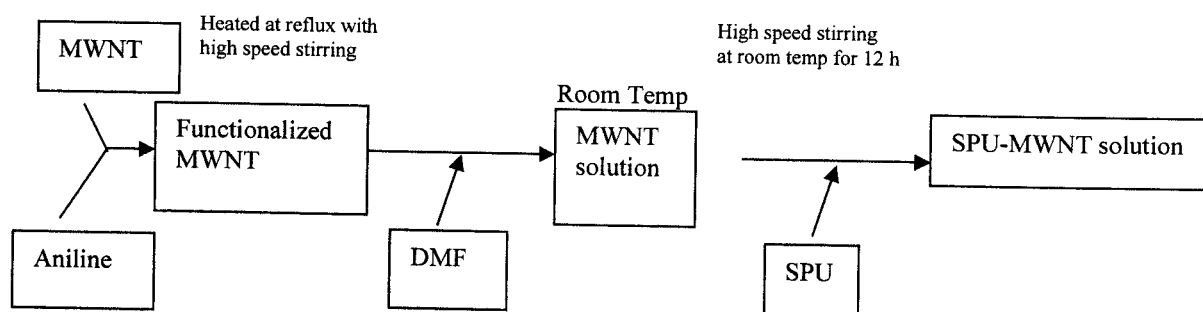 MWNT
Heated at reflux with
high speed stirring
High speed stirring
at room temp for 12 h
Room Temp
Functionalized
MWNT
MWNT
solution
SPU-MWNT solution
Aniline
DMF
SPU